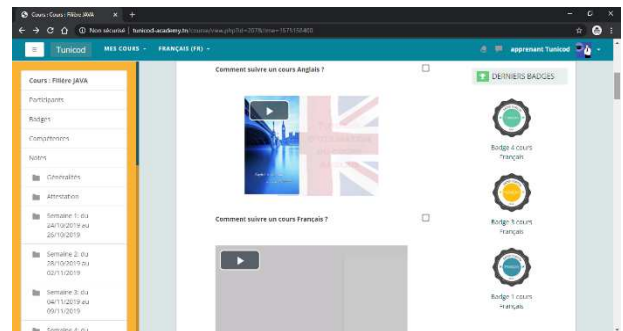 Cours : Cours : Filière JAVA
Non sécurisé | tunicod-academy.tn/course/view.php?id=207&time=1571158400
Tunicod MES COURS FRANÇAIS (FR) apprenant Tunicod
Cours : Filière JAVA
Participants
Badges
Compétences
Notes
Généralités
Attestation
Semaine 1: du
24/10/2019 au
26/10/2019
Semaine 2: du
28/10/2019 au
02/11/2019
Semaine 3: du
04/11/2019 au
09/11/2019
Semaine 4: du
Comment suivre un cours Anglais ?
Comment suivre un cours Français ?
DERNIERS BADGES
Badge 4 cours
Français
Badge 3 cours
Français
Badge 1 cours
Français